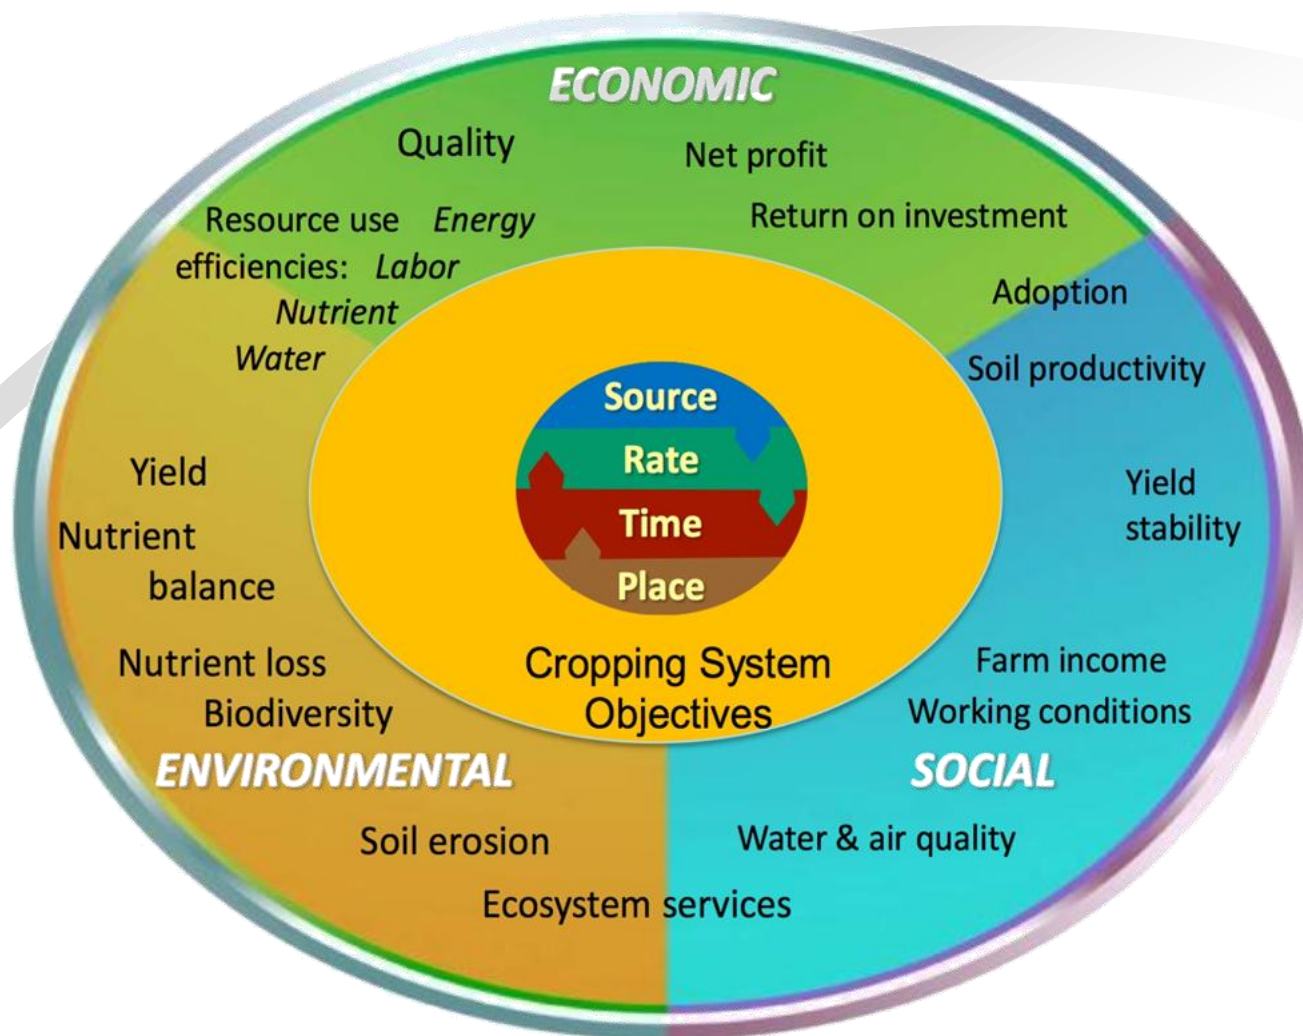 ECONOMIC
Quality
Net profit
Resource use Energy
Return on investment
efficiencies: Labor
Nutrient
Water
Adoption
Soil productivity
Source
Rate
Time
Place
Yield
Nutrient
balance
Yield
stability
Nutrient loss
Biodiversity
Cropping System
Objectives
Farm income
Working conditions
ENVIRONMENTAL
SOCIAL
Soil erosion
Water & air quality
Ecosystem services